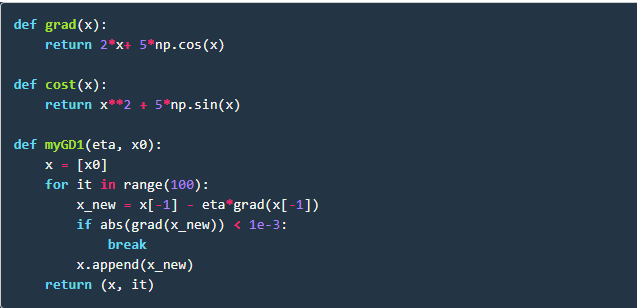 def grad(x):
    return 2*x+ 5*np.cos(x)

def cost(x):
    return x**2 + 5*np.sin(x)

def myGD1(eta, x0):
    x = [x0]
    for it in range(100):
        x_new = x[-1] - eta*grad(x[-1])
        if abs(grad(x_new)) < 1e-3:
            break
        x.append(x_new)
    return (x, it)